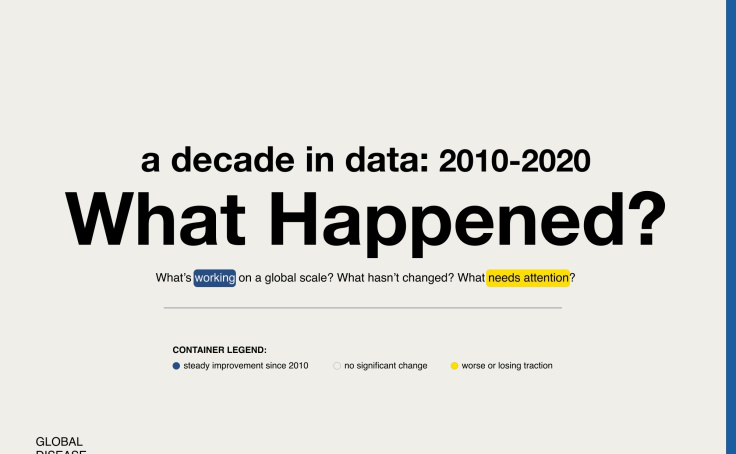 a decade in data: 2010-2020
What Happened?
What's working on a global scale? What hasn't changed? What needs attention?
CONTAINER LEGEND:
steady improvement since 2010 no significant change worse or losing traction
GLOBAL
DISEASE